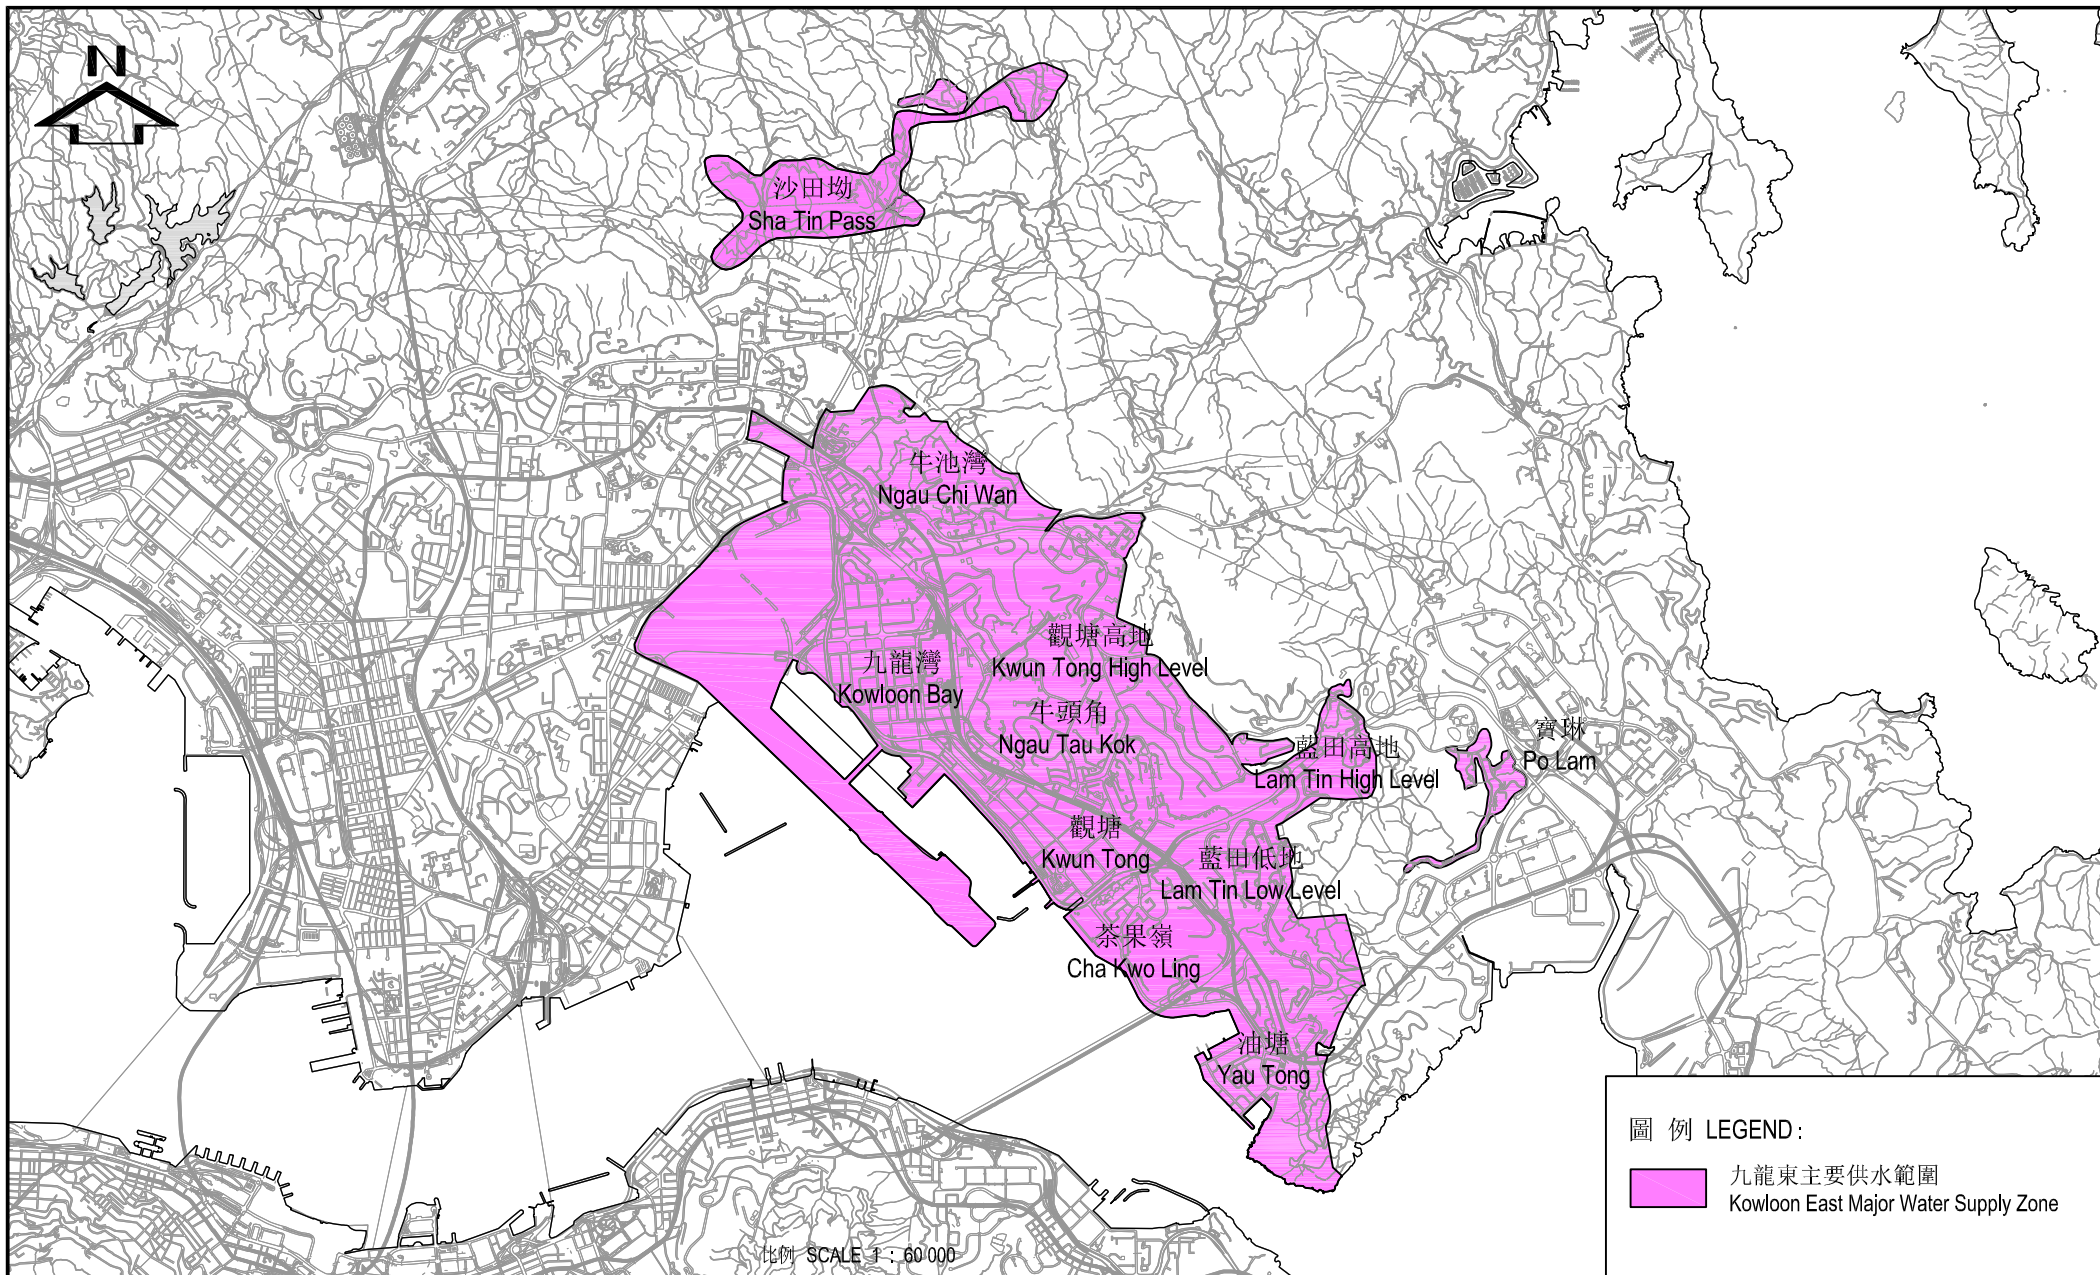 N
沙田坳
Sha Tin Pass
牛池灣
Ngau Chi Wan
觀塘高地
Kwun Tong High Level
九龍灣
Kowloon Bay
牛頭角
Ngau Tau Kok
寶琳
Po Lam
藍田高地
Lam Tin High Level
觀塘
Kwun Tong
藍田低地
Lam Tin Low Level
茶果嶺
Cha Kwo Ling
油塘
Yau Tong
圖 例 LEGEND :
九龍東主要供水範圍
Kowloon East Major Water Supply Zone
比例 SCALE 1 : 60 000